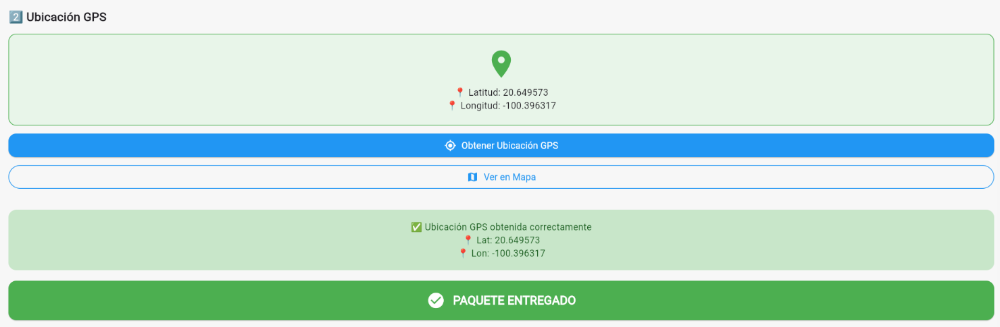 2️⃣ Ubicación GPS
📍 Latitud: 20.649573
📍 Longitud: -100.396317
Obtener Ubicación GPS
Ver en Mapa
✅ Ubicación GPS obtenida correctamente
📍 Lat: 20.649573
📍 Lon: -100.396317
PAQUETE ENTREGADO